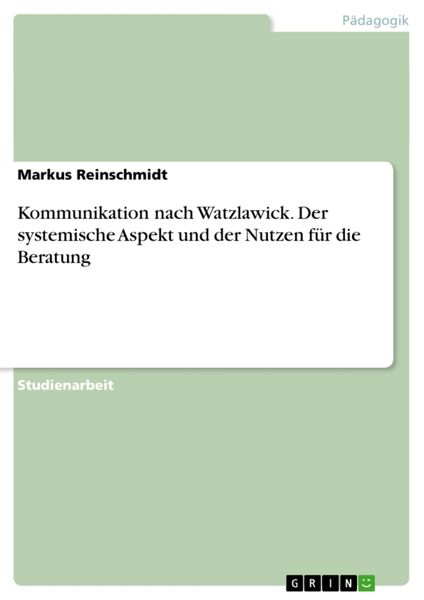 Pädagogik
Markus Reinschmidt
Kommunikation nach Watzlawick. Der
systemische Aspekt und der Nutzen für die
Beratung
Studienarbeit
GRIN